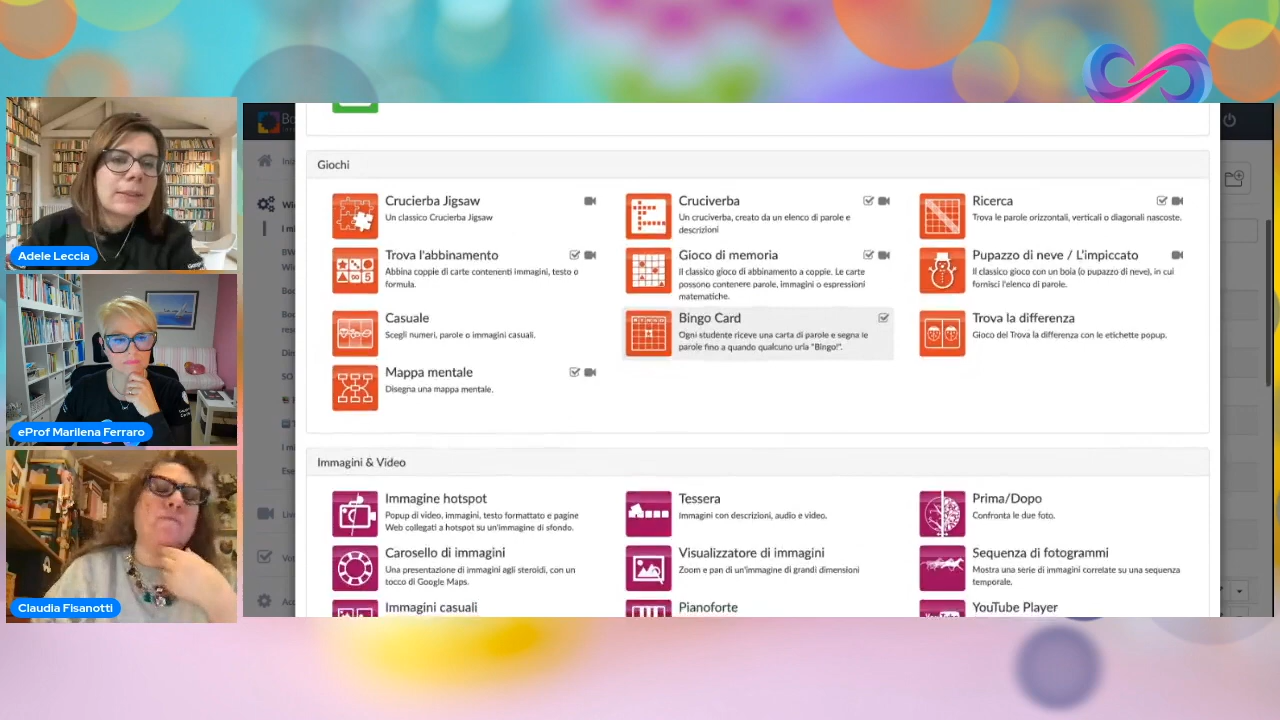 Adele Leccia
eProf Marilena Ferraro
Claudia Fisanotti
Giochi
Crucierba Jigsaw
Un classico Crucierba Jigsaw
Cruciverba
Un cruciverba, creato da un elenco di parole e
descrizioni
Ricerca
Trova le parole orizzontali, verticali o diagonali nascoste.
Trova l'abbinamento
Abbina coppie di carte contenenti immagini, testo o
formula.
Gioco di memoria
Il classico gioco di abbinamento a coppie. Le carte
possono contenere parole, immagini o espressioni
matematiche.
Pupazzo di neve / L'impiccato
Il classico gioco con un boia (o pupazzo di neve), in cui
fornisci l'elenco di parole.
Casuale
Scegli numeri, parole o immagini casuali.
Bingo Card
Ogni studente riceve una carta di parole e segna le
parole fino a quando qualcuno urla "Bingo!".
Trova la differenza
Gioco del Trova la differenza con le etichette popup.
Mappa mentale
Disegna una mappa mentale.
Immagini & Video
Immagine hotspot
Popup di video, immagini, testo formattato e pagine
Web collegati a hotspot su un'immagine di sfondo.
Tessera
Immagini con descrizioni, audio e video.
Prima/Dopo
Confronta le due foto.
Carosello di immagini
Una presentazione di immagini agli steroidi, con un
tocco di Google Maps.
Visualizzatore di immagini
Zoom e pan di un'immagine di grandi dimensioni
Sequenza di fotogrammi
Mostra una serie di immagini correlate su una sequenza
temporale.
Immagini casuali
Pianoforte
YouTube Player